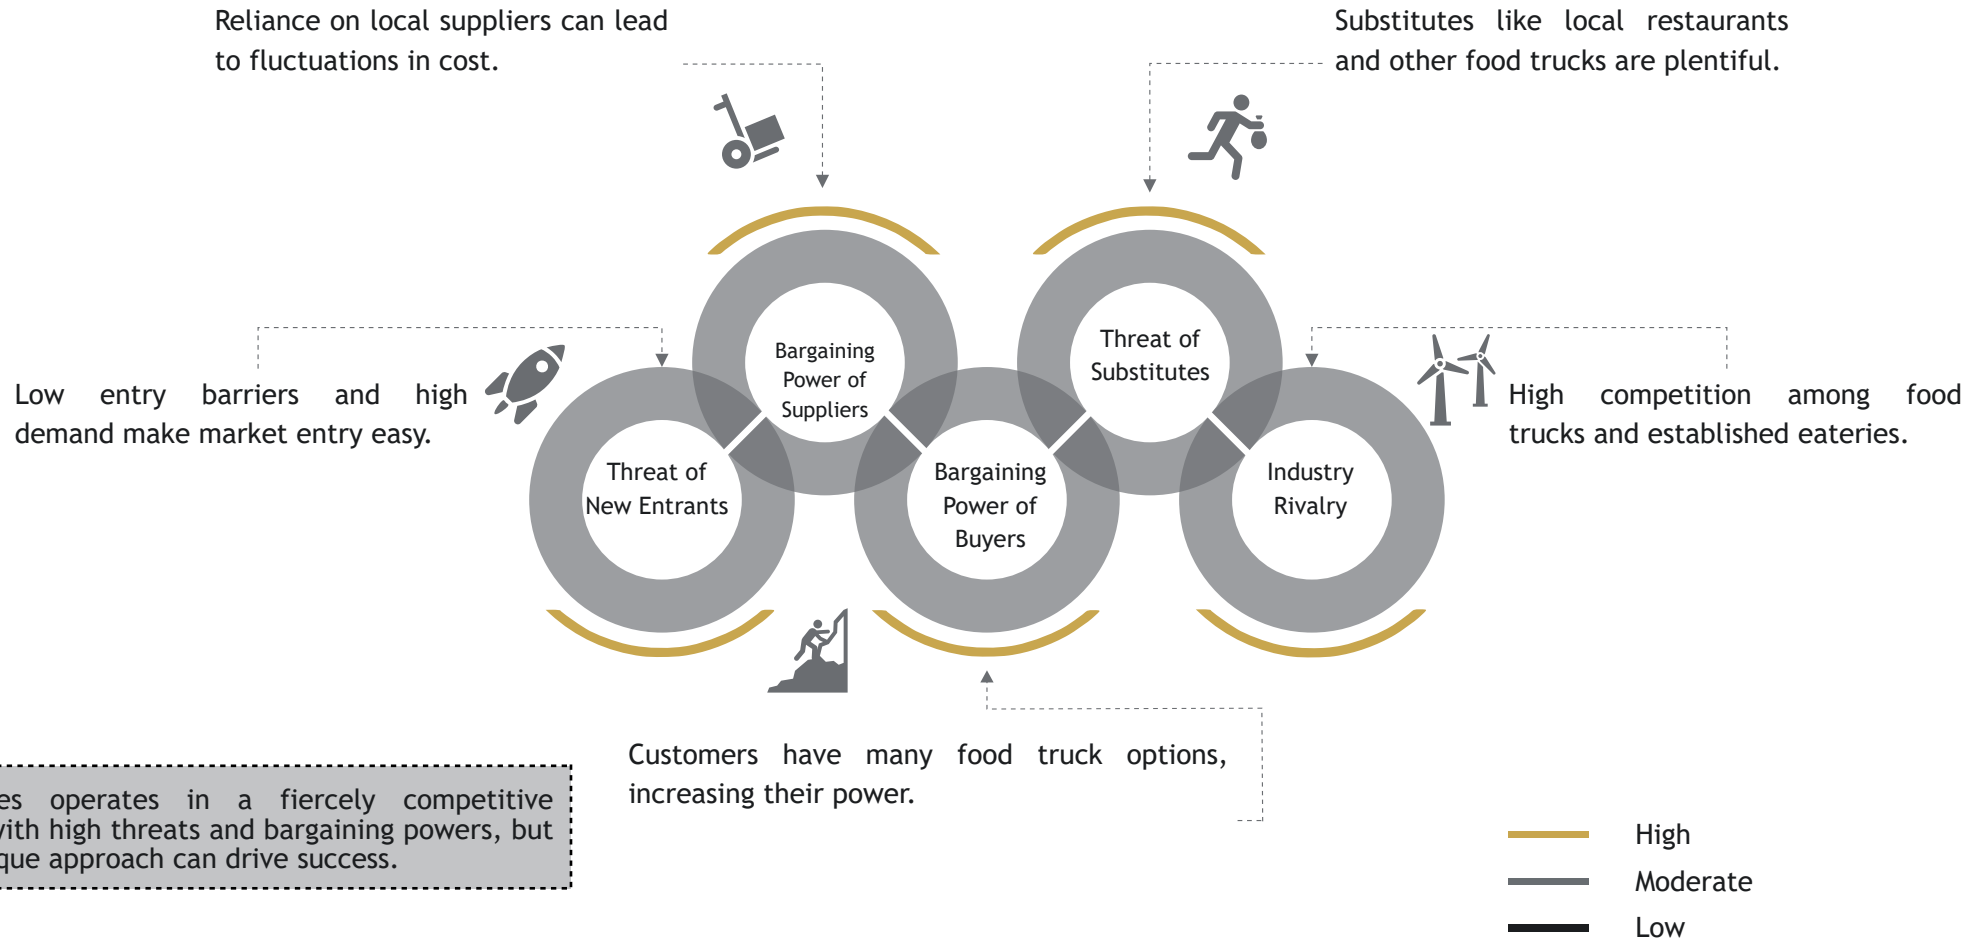 Reliance on local suppliers can lead
to fluctuations in cost.
Substitutes like local restaurants
and other food trucks are plentiful.
Low entry barriers and high
demand make market entry easy.
Bargaining
Power of
Suppliers
Threat of
Substitutes
High competition among food
trucks and established eateries.
Threat of
New Entrants
Bargaining
Power of
Buyers
Industry
Rivalry
Customers have many food truck options,
increasing their power.
operates in a fiercely competitive
with high threats and bargaining powers, but
approach can drive success.
High
Moderate
Low